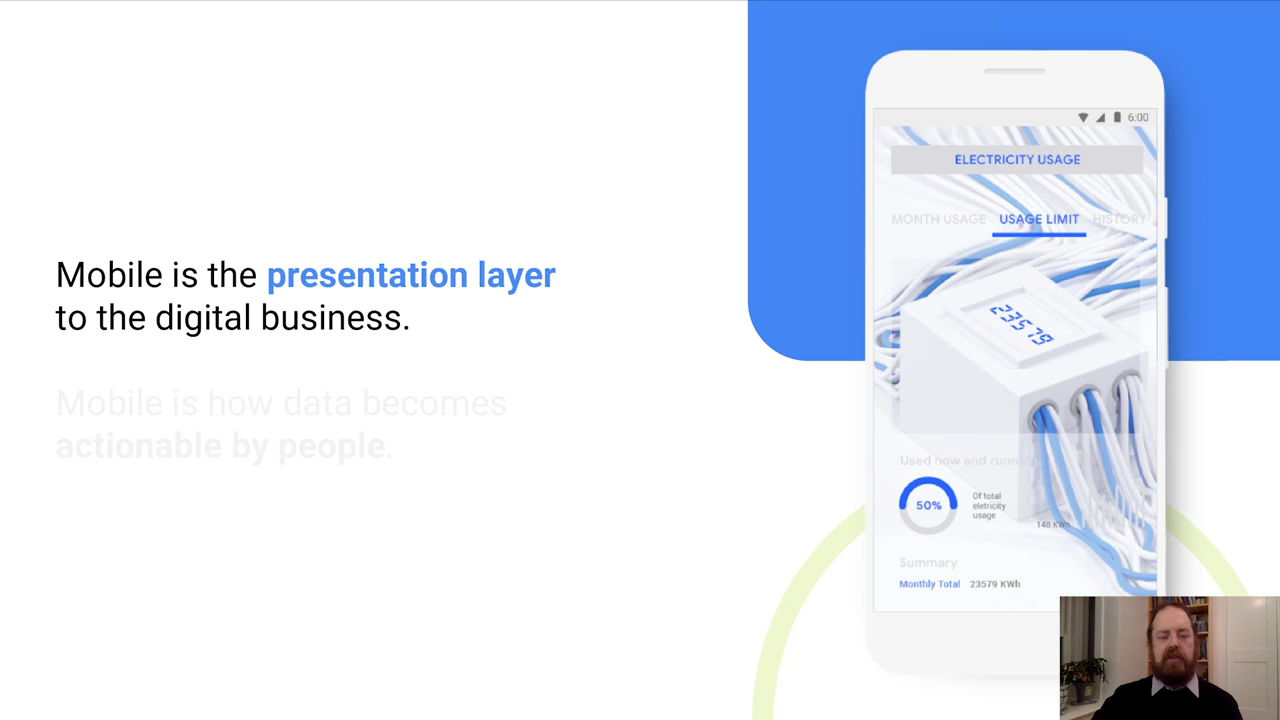 Mobile is the presentation layer
to the digital business.
Mobile is how data becomes
actionable by people.
6:00
ELECTRICITY USAGE
MONTH USAGE USAGE LIMIT HISTORY
23579
Used now and runn
50%
Of total
eletricity
usage
148 KWh
Summary
Monthly Total 23579 KWh